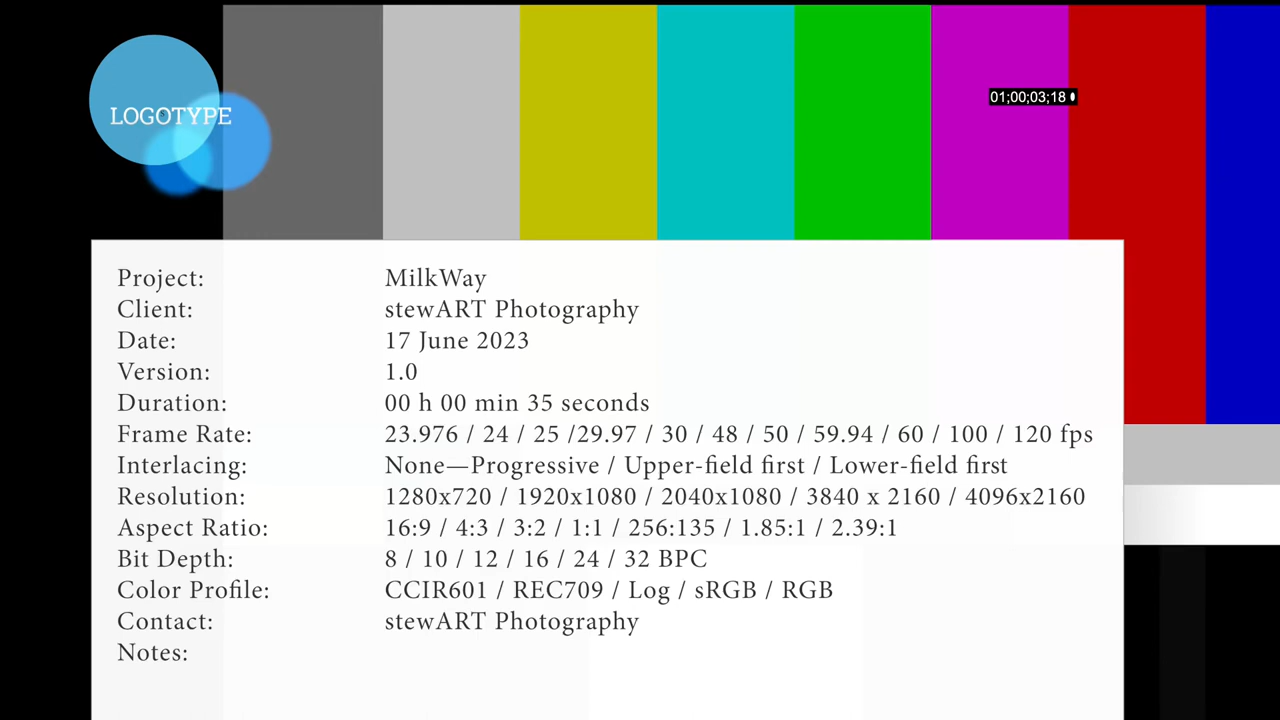 LOGOTYPE
01;00;03;18
Project: MilkWay
Client: stewART Photography
Date: 17 June 2023
Version: 1.0
Duration: 00 h 00 min 35 seconds
Frame Rate: 23.976 / 24 / 25 /29.97 / 30 / 48 / 50 / 59.94 / 60 / 100 / 120 fps
Interlacing: None—Progressive / Upper-field first / Lower-field first
Resolution: 1280x720 / 1920x1080 / 2040x1080 / 3840 x 2160 / 4096x2160
Aspect Ratio: 16:9 / 4:3 / 3:2 / 1:1 / 256:135 / 1.85:1 / 2.39:1
Bit Depth: 8 / 10 / 12 / 16 / 24 / 32 BPC
Color Profile: CCIR601 / REC709 / Log / sRGB / RGB
Contact: stewART Photography
Notes: